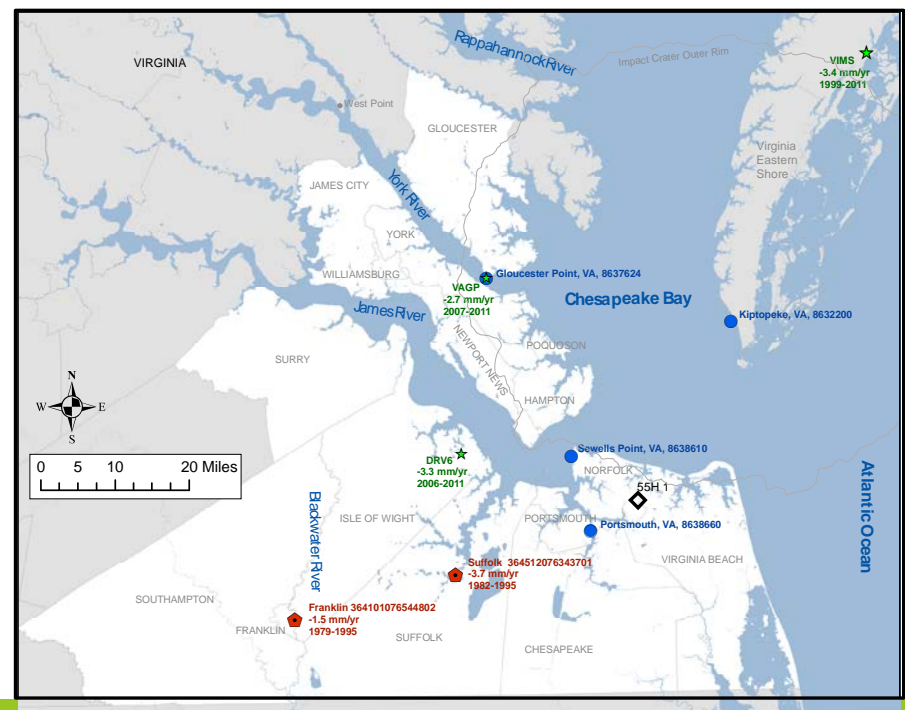 Rappahannock River
Impact Crater Outer Rim
VIRGINIA
VIMS
-3.4 mm/yr
1999-2011
West Point
GLOUCESTER
Virginia
Eastern
Shore
JAMES CITY
York River
YORK
WILLIAMSBURG
Gloucester Point, VA, 8637624
VAGP
-2.7 mm/yr
2007-2011
Chesapeake Bay
James River
Kiptopeke, VA, 8632200
NEWPORT NEWS
POQUOSON
SURRY
N
W E
S
HAMPTON
Sewells Point, VA, 8638610
0 5 10 20 Miles
DRV6
-3.3 mm/yr
2006-2011
NORFOLK
55H 1
Atlantic Ocean
Blackwater River
ISLE OF WIGHT
PORTSMOUTH
Portsmouth, VA, 8638660
VIRGINIA BEACH
Suffolk 364512076343701
-3.7 mm/yr
1982-1995
SOUTHAMPTON
Franklin 364101076544802
-1.5 mm/yr
1979-1995
FRANKLIN
SUFFOLK
CHESAPEAKE